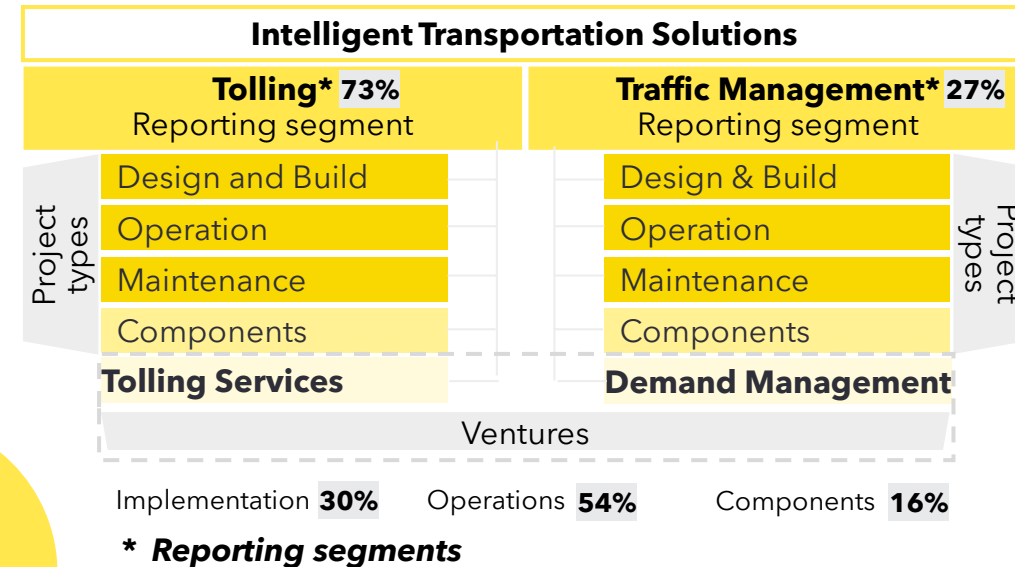 Intelligent Transportation Solutions
Tolling* 73%
Reporting segment
Traffic Management* 27%
Reporting segment
Project
types
Design and Build
Operation
Maintenance
Components
Tolling Services
Design & Build
Operation
Maintenance
Components
Demand Management
Project
types
Ventures
Implementation 30% Operations 54% Components 16%
* Reporting segments